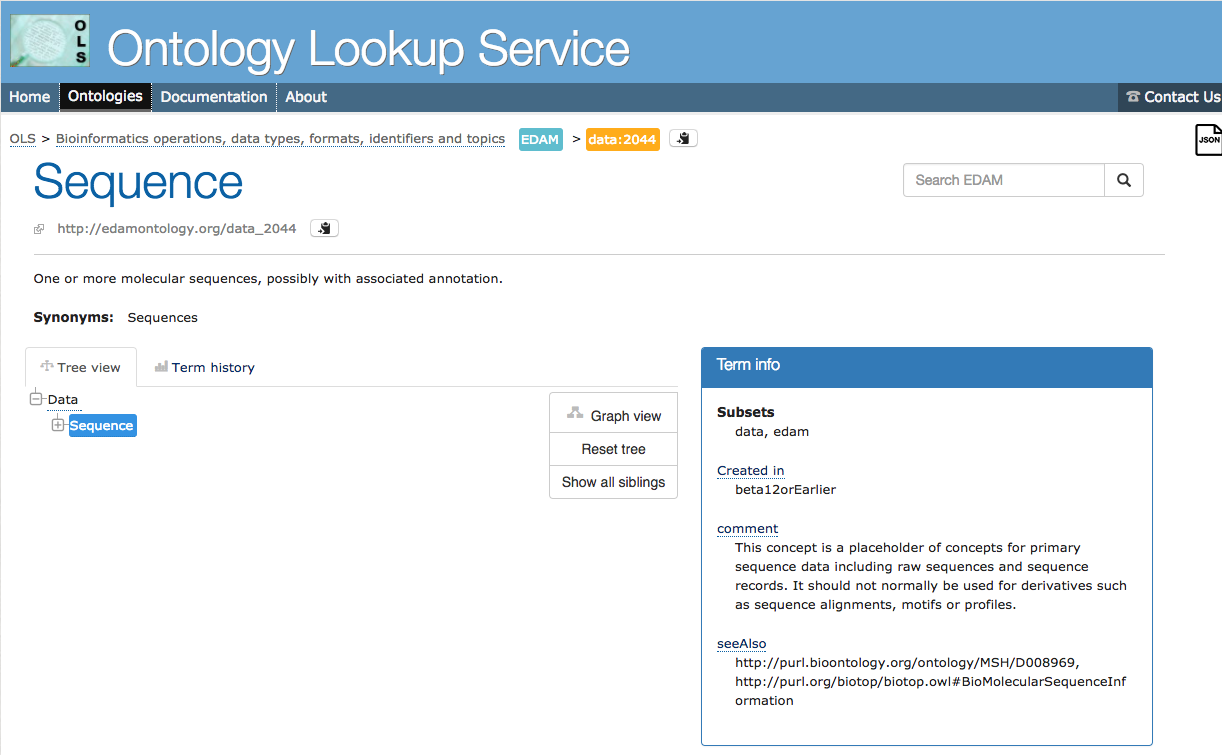 OLS
Ontology Lookup Service
Home Ontologies Documentation About Contact Us
OLS > Bioinformatics operations, data types, formats, identifiers and topics EDAM > data:2044
JSON
Sequence
Search EDAM
http://edamontology.org/data_2044
One or more molecular sequences, possibly with associated annotation.
Synonyms: Sequences
Tree view Term history
Data
Sequence
Graph view
Reset tree
Show all siblings
Term info
Subsets
data, edam
Created in
beta12orEarlier
comment
This concept is a placeholder of concepts for primary
sequence data including raw sequences and sequence
records. It should not normally be used for derivatives such
as sequence alignments, motifs or profiles.
seeAlso
http://purl.bioontology.org/ontology/MSH/D008969,
http://purl.org/biotop/biotop.owl#BioMolecularSequenceInf
ormation